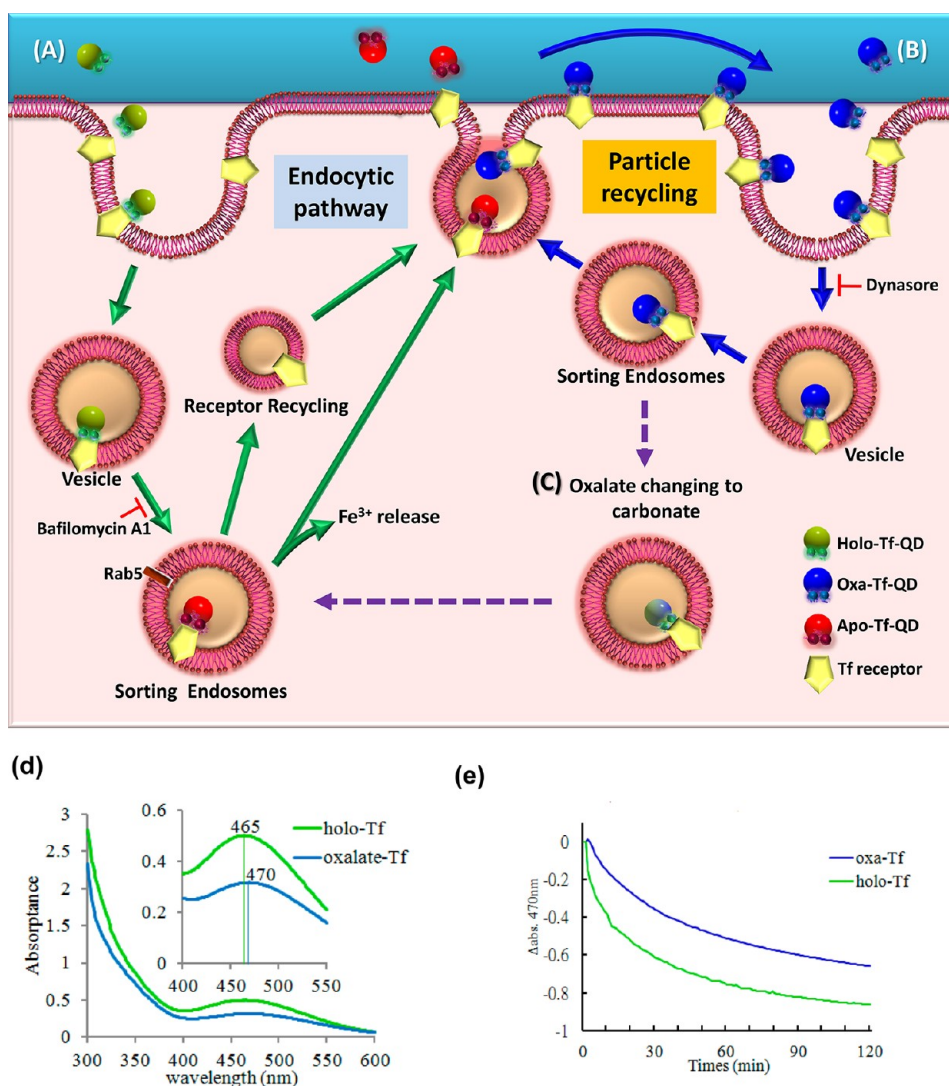 (A)
(B)
Endocytic
pathway
Particle
recycling
Dynasore
Sorting Endosomes
Receptor Recycling
Vesicle
Vesicle
(C) Oxalate changing to
carbonate
Bafilomycin A1
Fe³⁺ release
Rab5
Sorting Endosomes
Holo-Tf-QD
Oxa-Tf-QD
Apo-Tf-QD
Tf receptor
(d)
Absorptance
3
2.5
2
1.5
1
0.5
0
300 350 400 450 500 550 600
wavelength (nm)
0.6
0.4
0.2
0
465
470
400 450 500 550
holo-Tf
oxalate-Tf
(e)
Δabs. 470nm
0
-0.2
-0.4
-0.6
-0.8
-1
0 30 60 90 120
Times (min)
oxa-Tf
holo-Tf